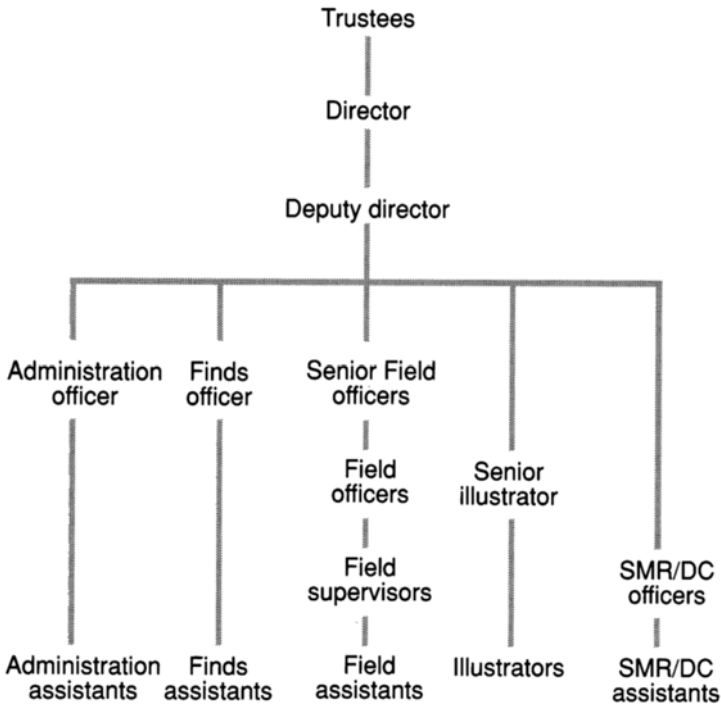 Trustees
Director
Deputy director
Administration
officer
Finds
officer
Senior Field
officers
Field
officers
Senior
illustrator
Field
supervisors
SMR/DC
officers
Administration
assistants
Finds
assistants
Field
assistants
Illustrators
SMR/DC
assistants